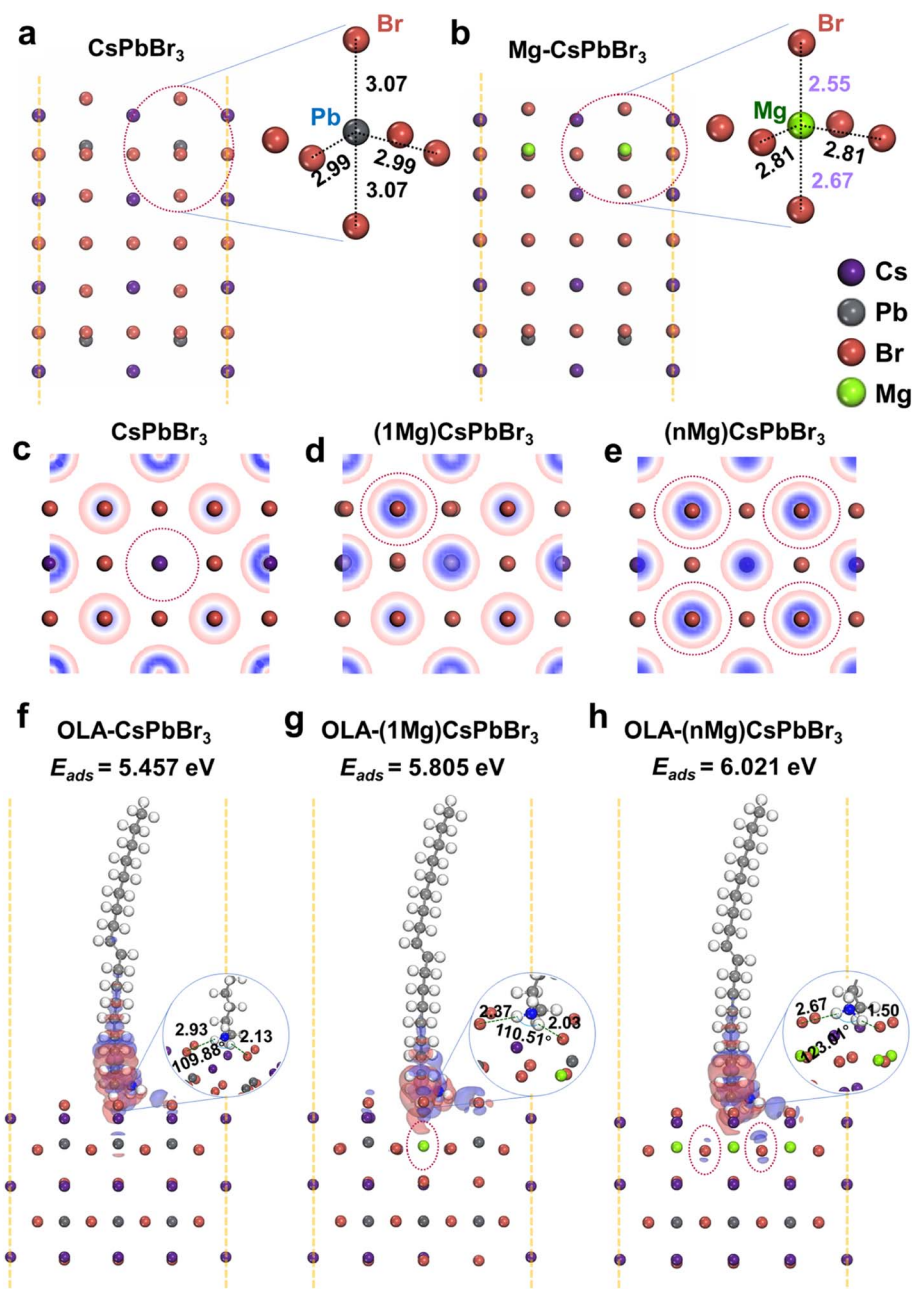 a
CsPbBr3
Br
3.07
Pb
2.99
2.99
3.07
b
Mg-CsPbBr3
2.55
Mg
2.81
2.81
2.67
Cs
Pb
Br
Mg
c
CsPbBr3
d
(1Mg)CsPbBr3
e
(nMg)CsPbBr3
f
OLA-CsPbBr3
Eads = 5.457 eV
2.93
2.13
109.88°
g
OLA-(1Mg)CsPbBr3
Eads = 5.805 eV
2.37
2.03
110.51°
h
OLA-(nMg)CsPbBr3
Eads = 6.021 eV
2.67
1.50